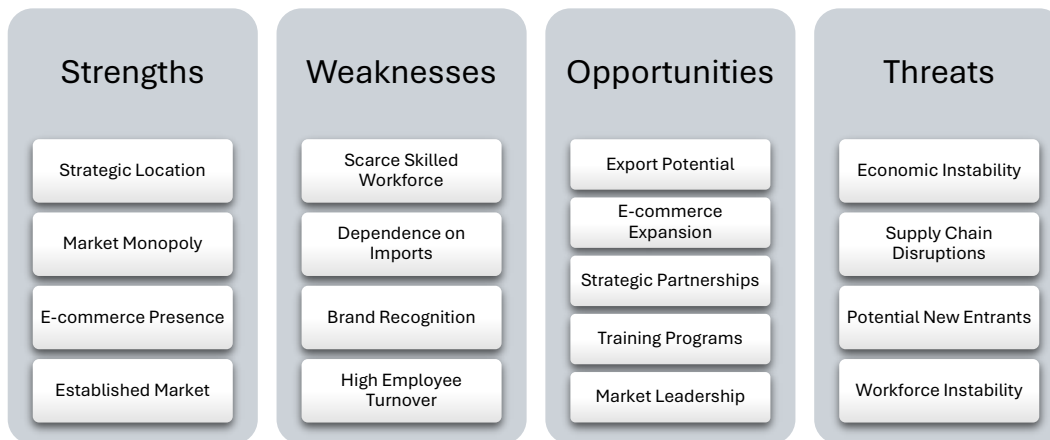 Strengths
Strategic Location
Market Monopoly
E-commerce Presence
Established Market
Weaknesses
Scarce Skilled
Workforce
Dependence on
Imports
Brand Recognition
High Employee
Turnover
Opportunities
Export Potential
E-commerce
Expansion
Strategic Partnerships
Training Programs
Market Leadership
Threats
Economic Instability
Supply Chain
Disruptions
Potential New Entrants
Workforce Instability